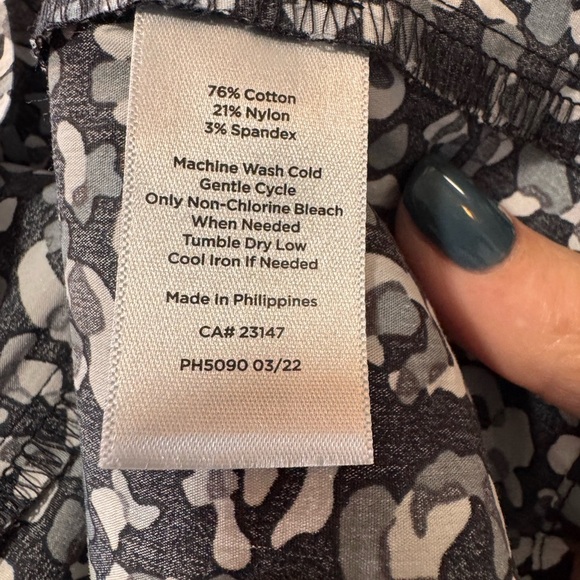 76% Cotton
21% Nylon
3% Spandex
Machine Wash Cold
Gentle Cycle
Only Non-Chlorine Bleach
When Needed
Tumble Dry Low
Cool Iron If Needed
Made in Philippines
CA# 23147
PH5090 03/22